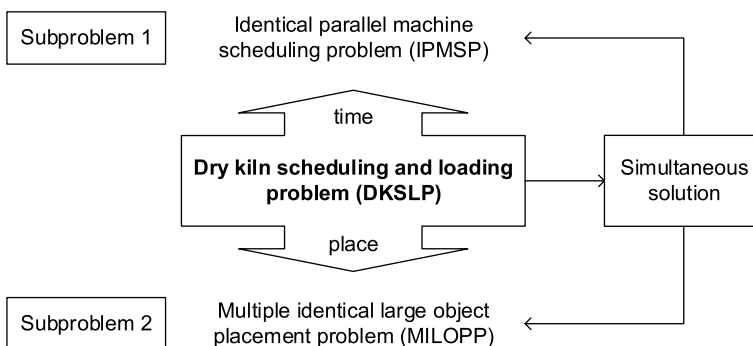 Subproblem 1
Identical parallel machine
scheduling problem (IPMSP)
time
Dry kiln scheduling and loading
problem (DKSLP)
Simultaneous
solution
place
Subproblem 2
Multiple identical large object
placement problem (MILOPP)